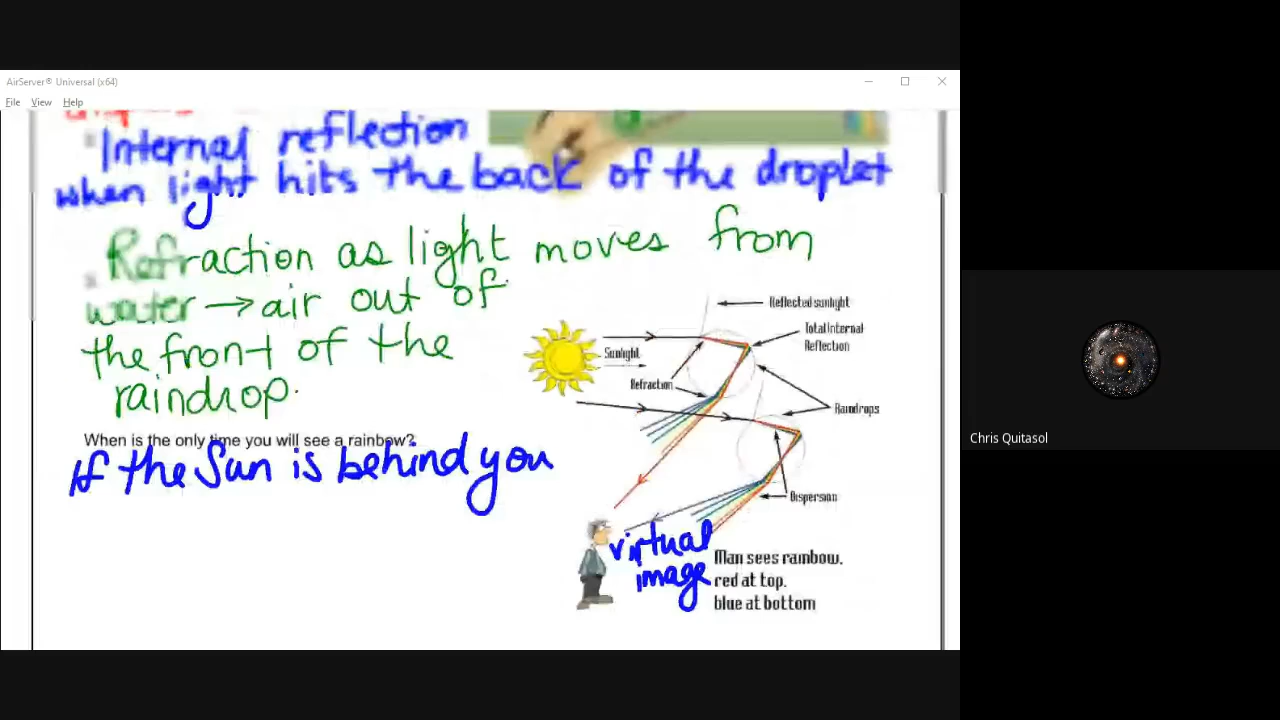 AirServer® Universal (x64)
File View Help
Internal reflection
when light hits the back of the droplet
Refraction as light moves from
water → air out of
the front of the
raindrop.
When is the only time you will see a rainbow?
If the Sun is behind you
Reflected sunlight
Total Internal
Reflection
Sunlight
Refraction
Raindrops
Dispersion
virtual
image
Man sees rainbow.
red at top.
blue at bottom
Chris Quitasol